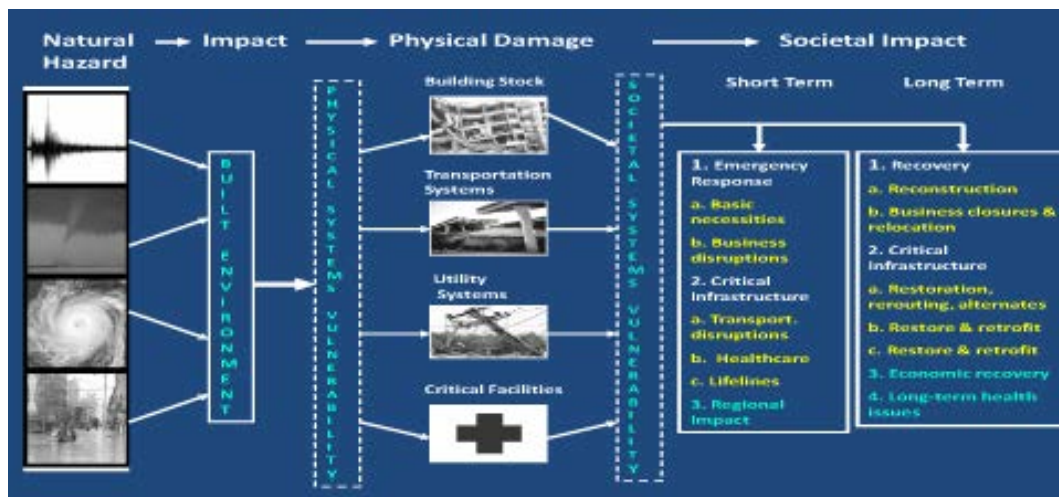 Natural Hazard
Impact
Physical Damage
Societal Impact
Short Term
Long Term
BUILT ENVIRONMENT
PHYSICAL SYSTEMS VULNERABILITY
Building Stock
Transportation
Systems
Utility
Systems
Critical Facilities
SOCIETAL SYSTEMS VULNERABILITY
1. Emergency
Response
a. Basic
necessities
b. Business
disruptions
2. Critical
Infrastructure
a. Transport.
disruptions
b. Healthcare
c. Lifelines
3. Regional
Impact
1. Recovery
a. Reconstruction
b. Business closures &
relocation
2. Critical
Infrastructure
a. Restoration,
rerouting, alternates
b. Restore & retrofit
c. Restore & retrofit
3. Economic recovery
4. Long-term health
issues